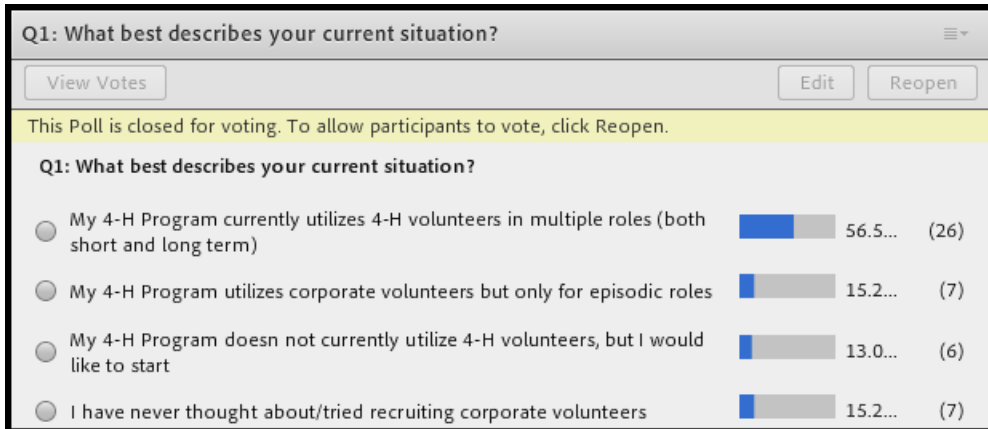 Q1: What best describes your current situation?
View Votes Edit Reopen
This Poll is closed for voting. To allow participants to vote, click Reopen.
Q1: What best describes your current situation?
My 4-H Program currently utilizes 4-H volunteers in multiple roles (both
short and long term) 56.5... (26)
My 4-H Program utilizes corporate volunteers but only for episodic roles 15.2... (7)
My 4-H Program doesn not currently utilize 4-H volunteers, but I would
like to start 13.0... (6)
I have never thought about/tried recruiting corporate volunteers 15.2... (7)